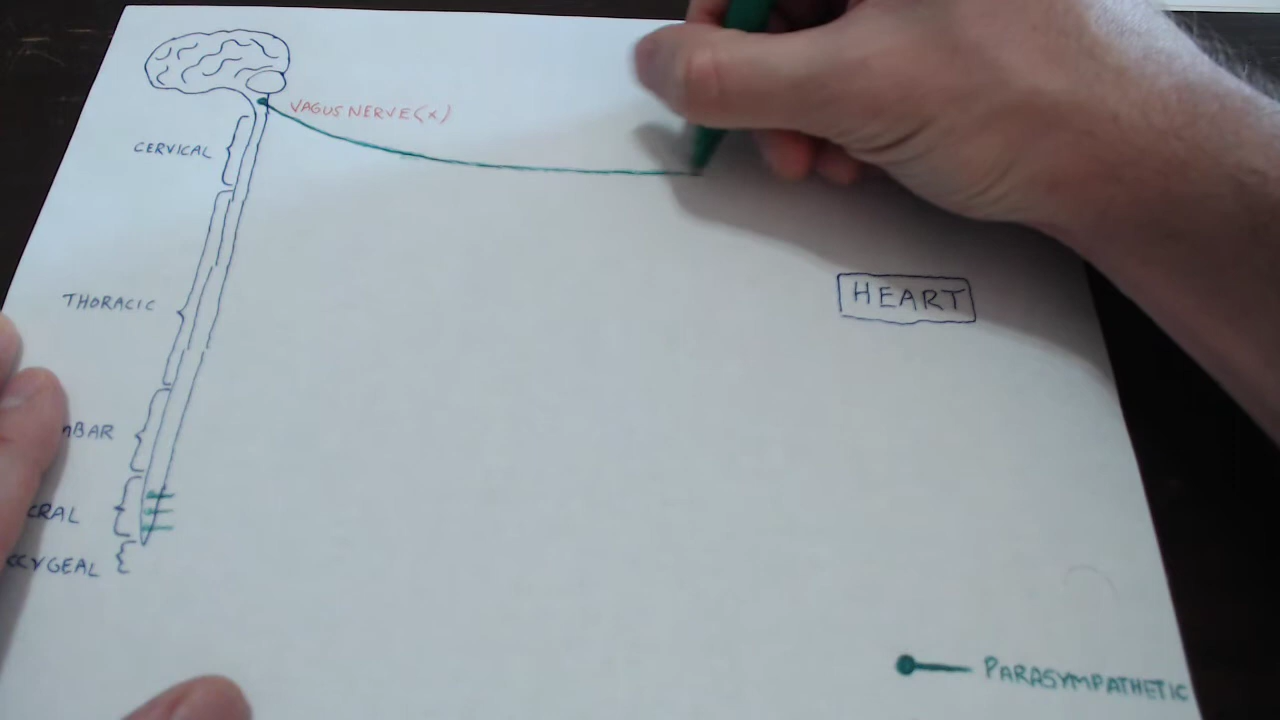 VAGUS NERVE (X)
CERVICAL
HEART
THORACIC
PARASYMPATHETIC